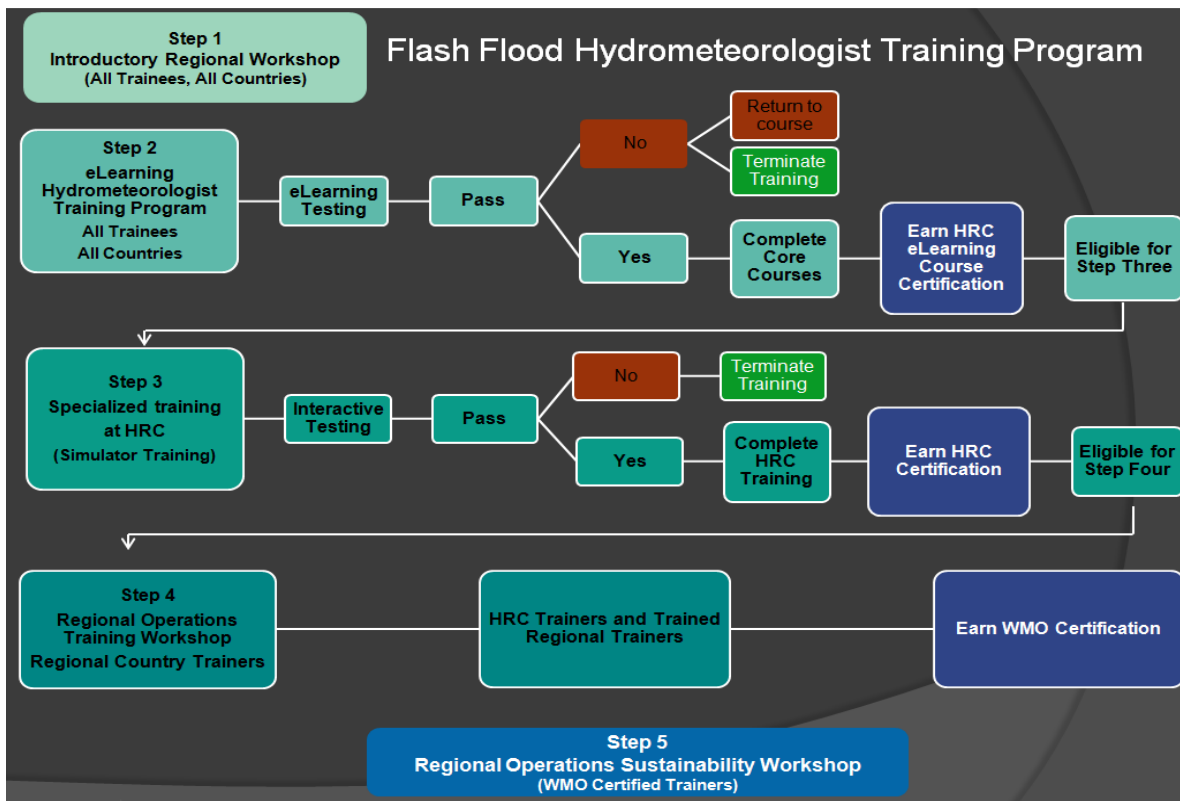 Step 1
Introductory Regional Workshop
(All Trainees, All Countries)
Flash Flood Hydrometeorologist Training Program
Step 2
eLearning
Hydrometeorologist
Training Program
All Trainees
All Countries
eLearning
Testing
Pass
No
Return to
course
Terminate
Training
Yes
Complete
Core
Courses
Earn HRC
eLearning
Course
Certification
Eligible for
Step Three
Step 3
Specialized training
at HRC
(Simulator Training)
Interactive
Testing
Pass
No
Terminate
Training
Yes
Complete
HRC
Training
Earn HRC
Certification
Eligible for
Step Four
Step 4
Regional Operations
Training Workshop
Regional Country Trainers
HRC Trainers and Trained
Regional Trainers
Earn WMO Certification
Step 5
Regional Operations Sustainability Workshop
(WMO Certified Trainers)